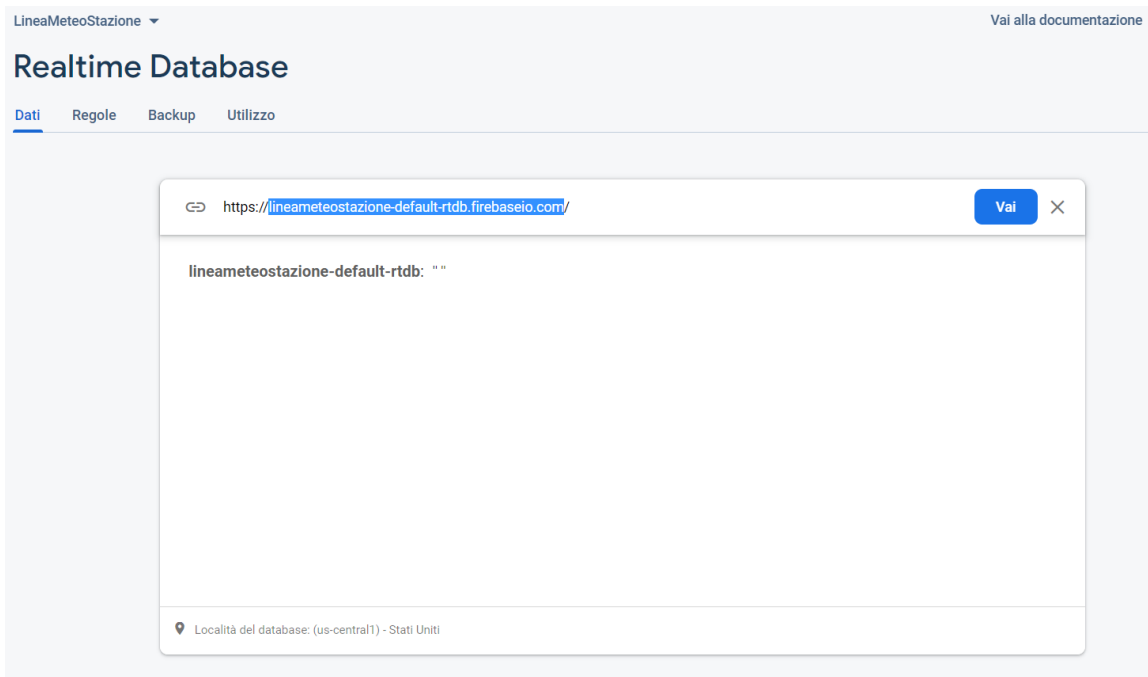 LineaMeteoStazione
Vai alla documentazione
Realtime Database
Dati Regole Backup Utilizzo
https://lineameteostazione-default-rtdb.firebaseio.com/
Vai
lineameteostazione-default-rtdb: ""
Località del database: (us-central1) - Stati Uniti